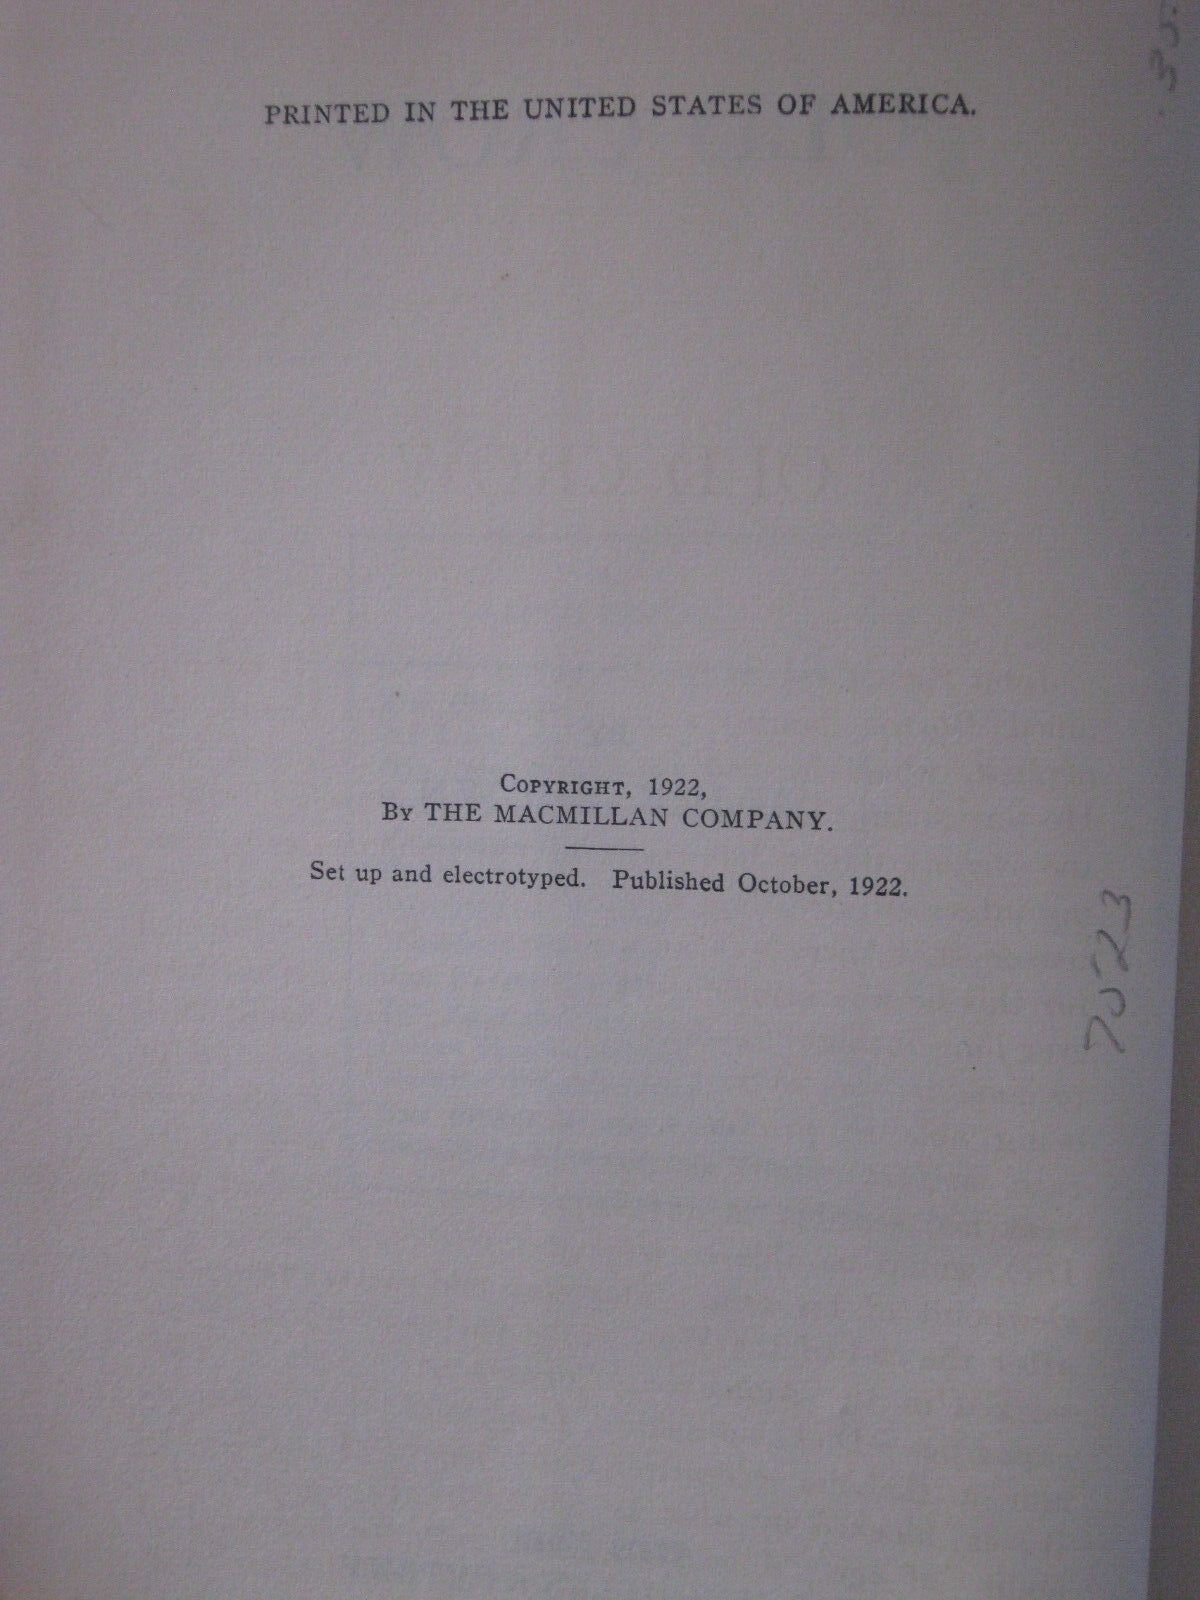 PRINTED IN THE UNITED STATES OF AMERICA.
COPYRIGHT, 1922,
BY THE MACMILLAN COMPANY.
Set up and electrotyped. Published October, 1922.
7523